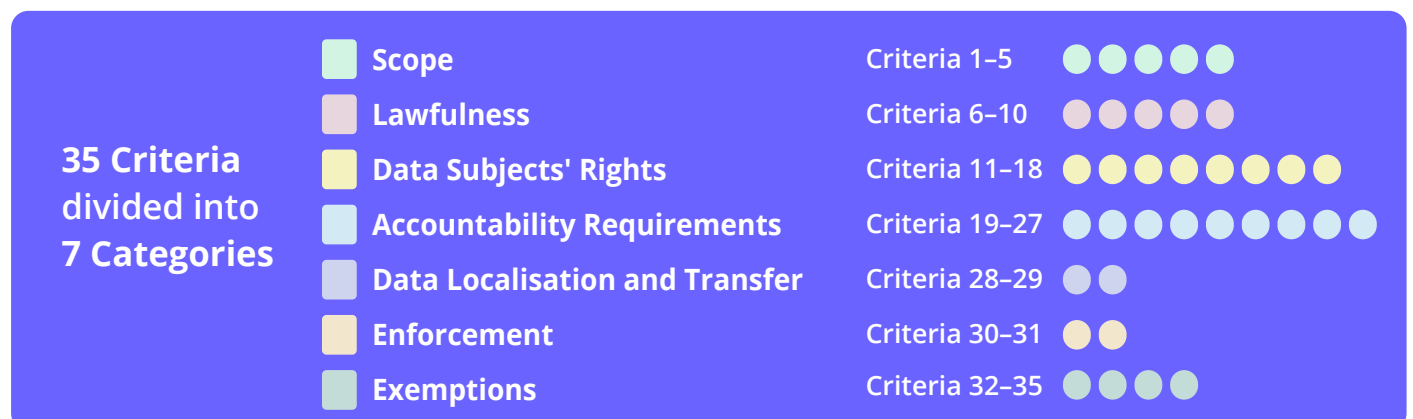 35 Criteria
divided into
7 Categories
Scope Criteria 1–5
Lawfulness Criteria 6–10
Data Subjects' Rights Criteria 11–18
Accountability Requirements Criteria 19–27
Data Localisation and Transfer Criteria 28–29
Enforcement Criteria 30–31
Exemptions Criteria 32–35